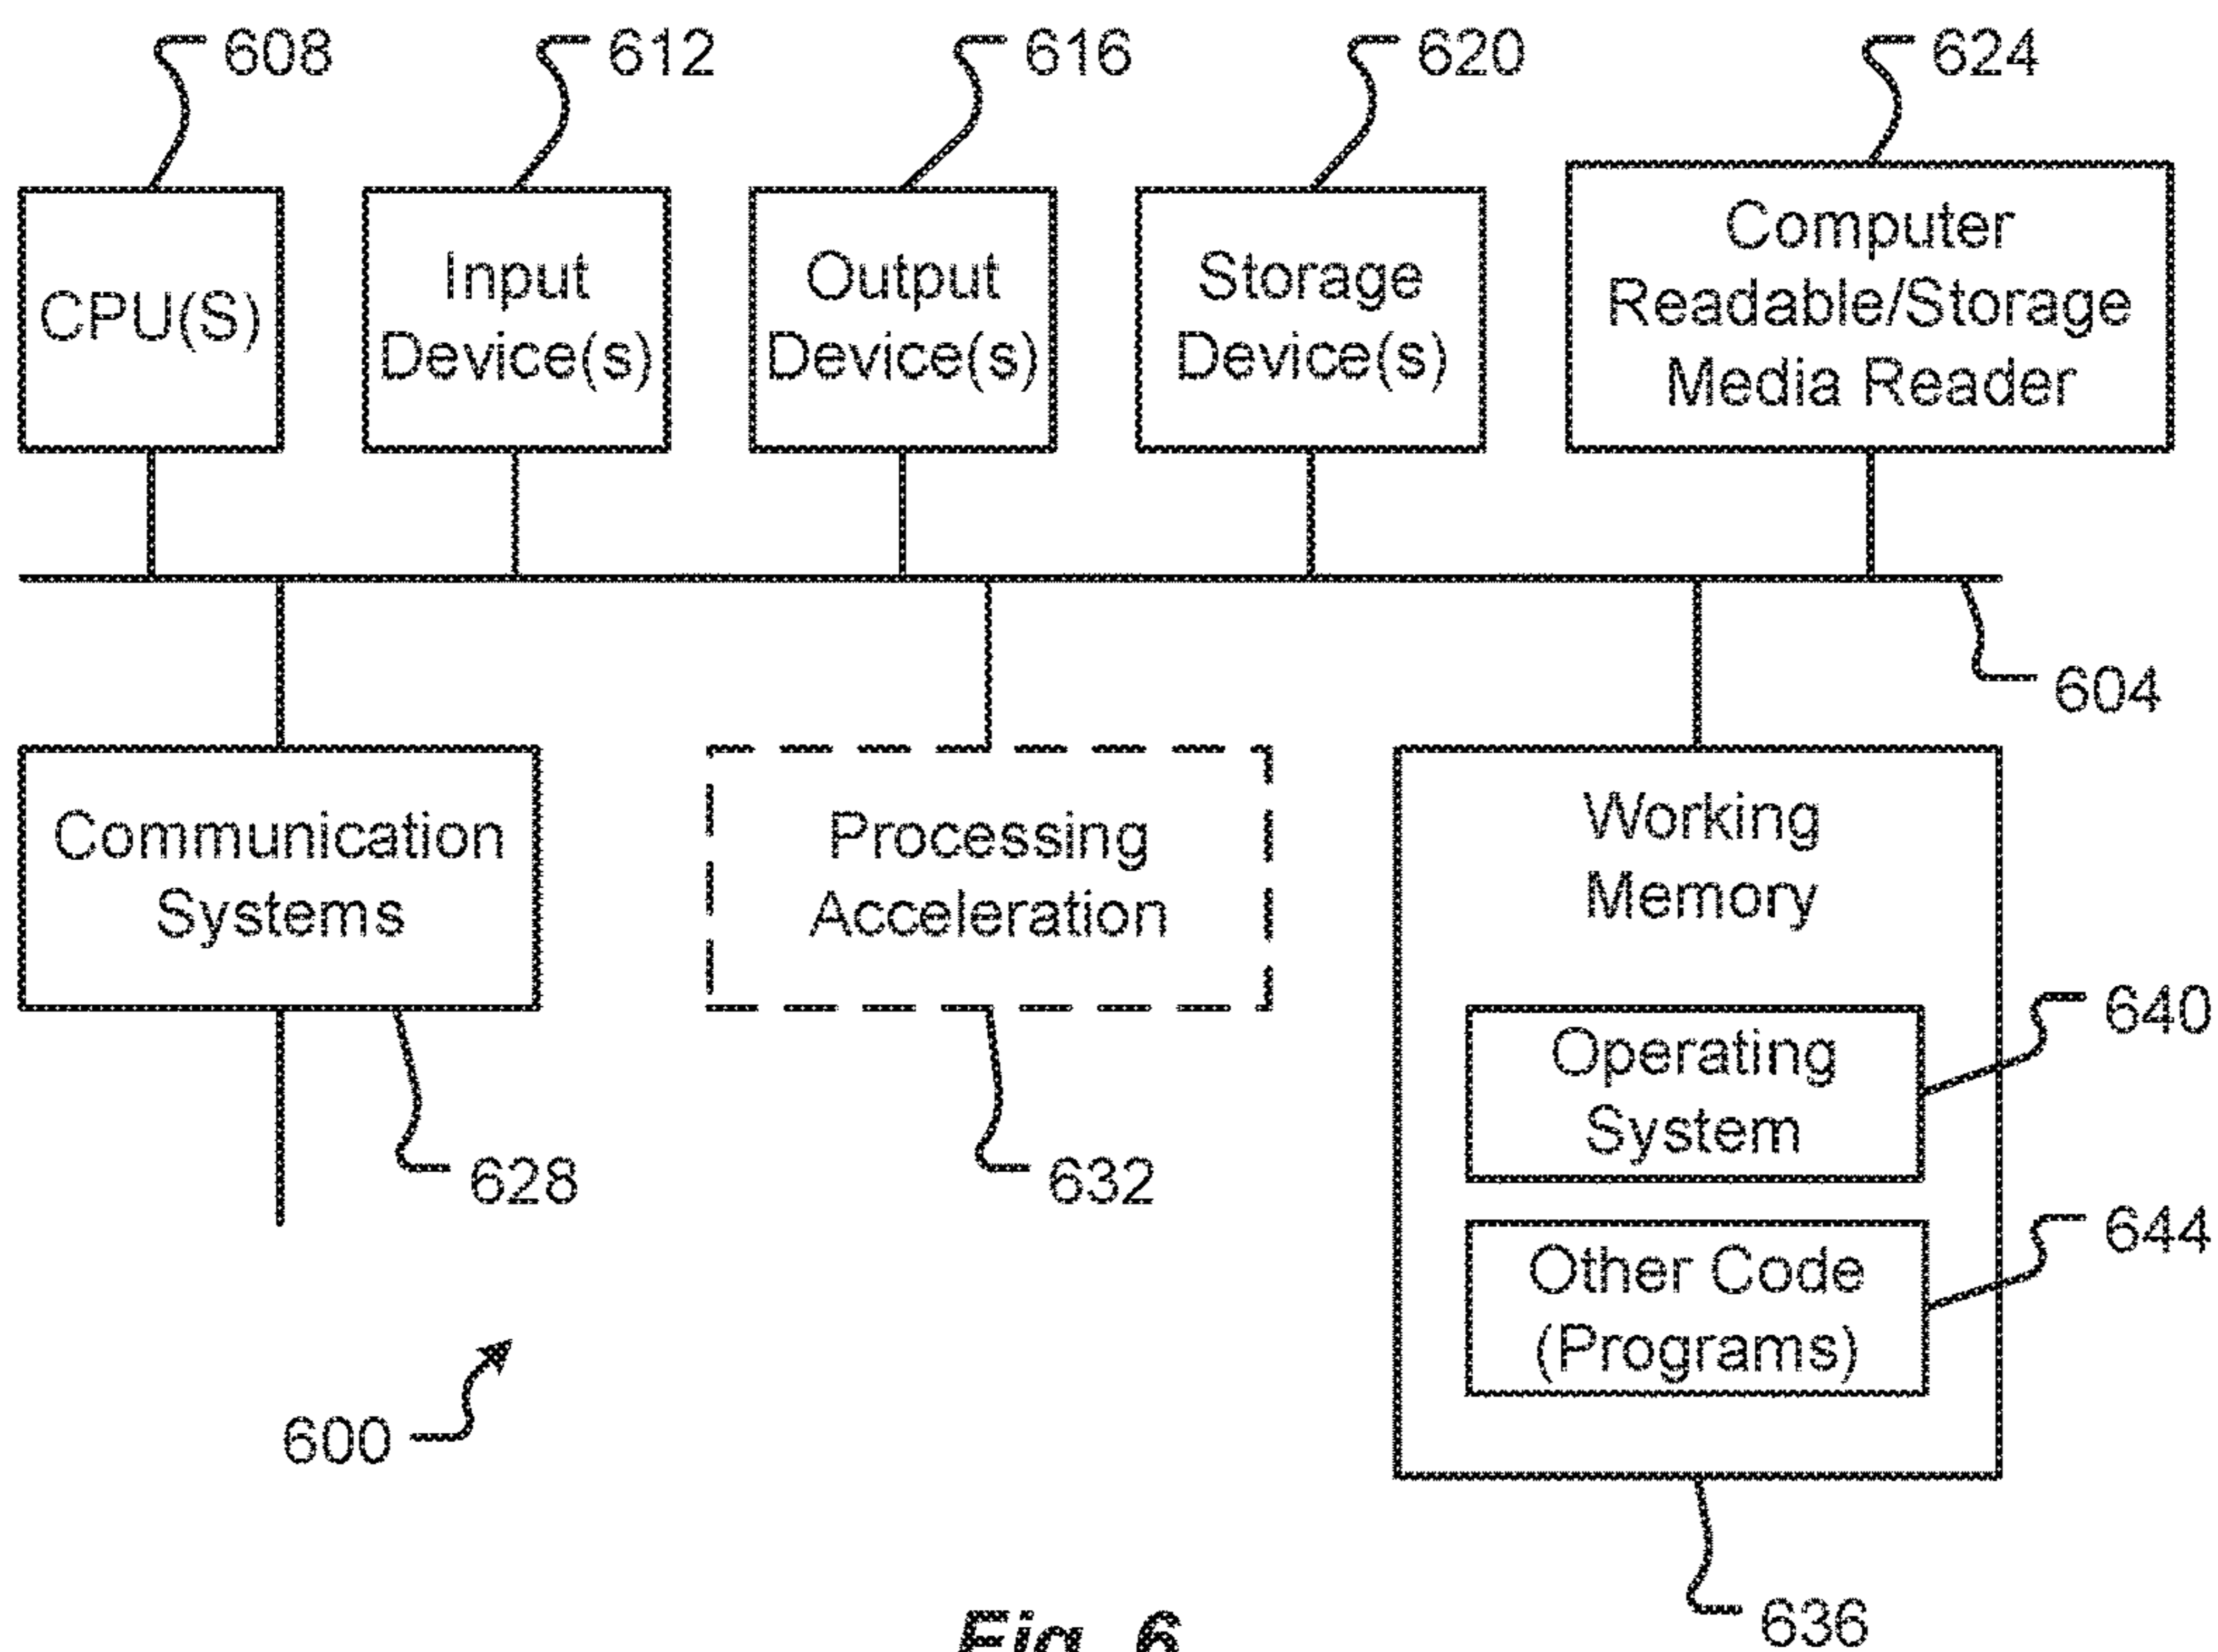 608
612
616
620
624
CPU(S)
Input
Device(s)
Output
Device(s)
Storage
Device(s)
Computer
Readable/Storage
Media Reader
604
Communication
Systems
Processing
Acceleration
Working
Memory
Operating
System
640
628
632
Other Code
(Programs)
644
600
636
Fig. 6